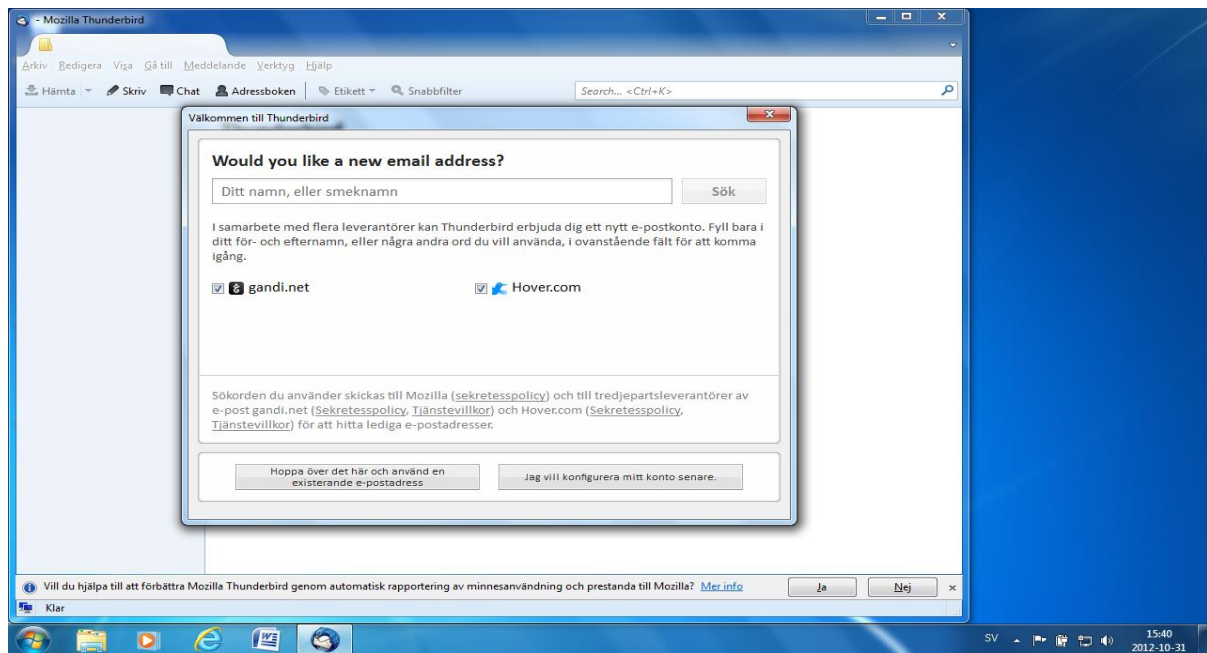 - Mozilla Thunderbird
Arkiv Redigera Visa Gå till Meddelande Verktyg Hjälp
Hämta Skriv Chat Adressboken Etikett Snabbfilter Search... <Ctrl+K>
Välkommen till Thunderbird
Would you like a new email address?
Ditt namn, eller smeknamn Sök
I samarbete med flera leverantörer kan Thunderbird erbjuda dig ett nytt e-postkonto. Fyll bara i
ditt för- och efternamn, eller några andra ord du vill använda, i ovanstående fält för att komma
igång.
gandi.net Hover.com
Sökorden du använder skickas till Mozilla (sekretesspolicy) och till tredjepartsleverantörer av
e-post gandi.net (Sekretesspolicy, Tjänstevillkor) och Hover.com (Sekretesspolicy,
Tjänstevillkor) för att hitta lediga e-postadresser.
Hoppa över det här och använd en
existerande e-postadress
Jag vill konfigurera mitt konto senare.
Vill du hjälpa till att förbättra Mozilla Thunderbird genom automatisk rapportering av minnesanvändning och prestanda till Mozilla? Mer info Ja Nej
Klar
SV 15:40
2012-10-31